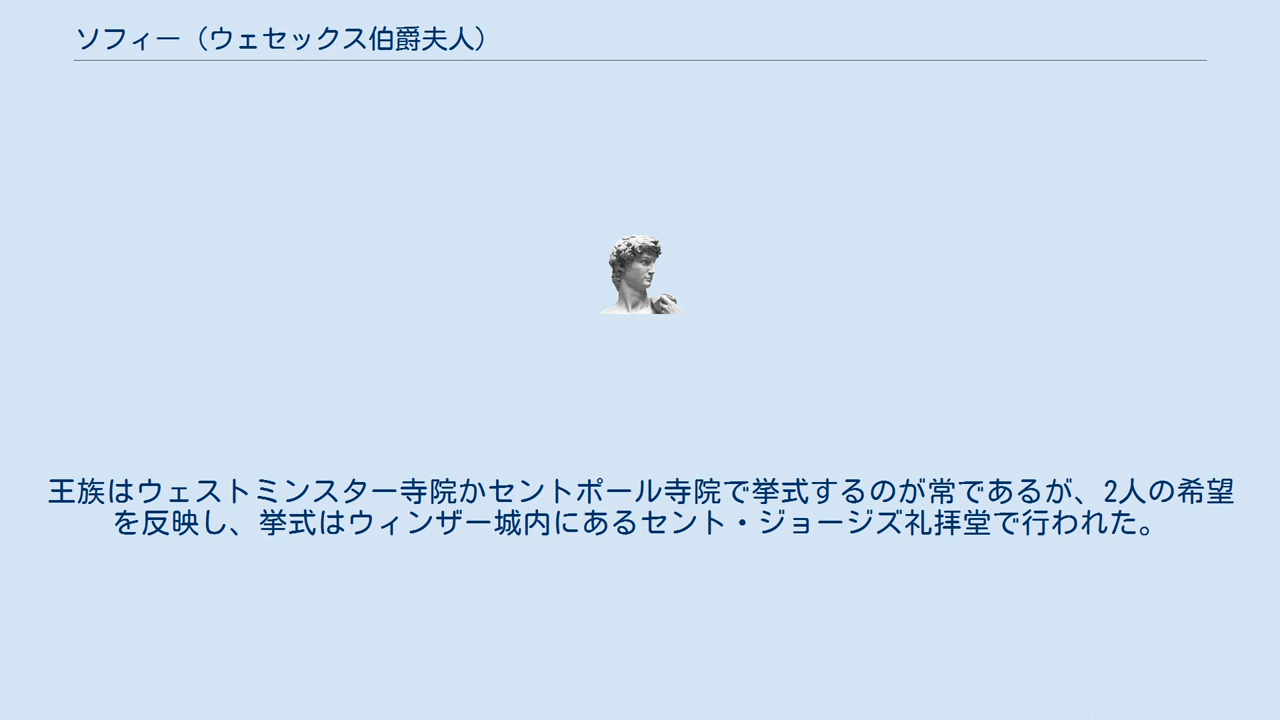 ソフィー（ウェセックス伯爵夫人）
王族はウェストミンスター寺院かセントポール寺院で挙式するのが常であるが、2人の希望
を反映し、挙式はウィンザー城内にあるセント・ジョージズ礼拝堂で行われた。